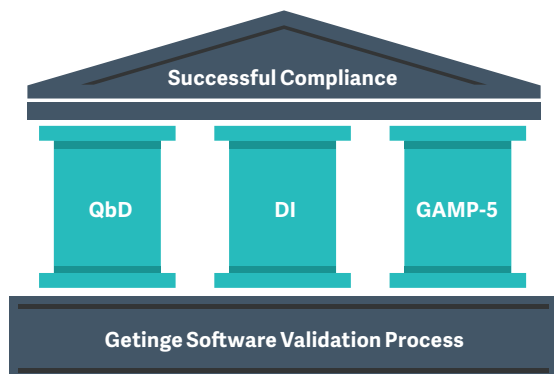 Successful Compliance
QbD
DI
GAMP-5
Getinge Software Validation Process